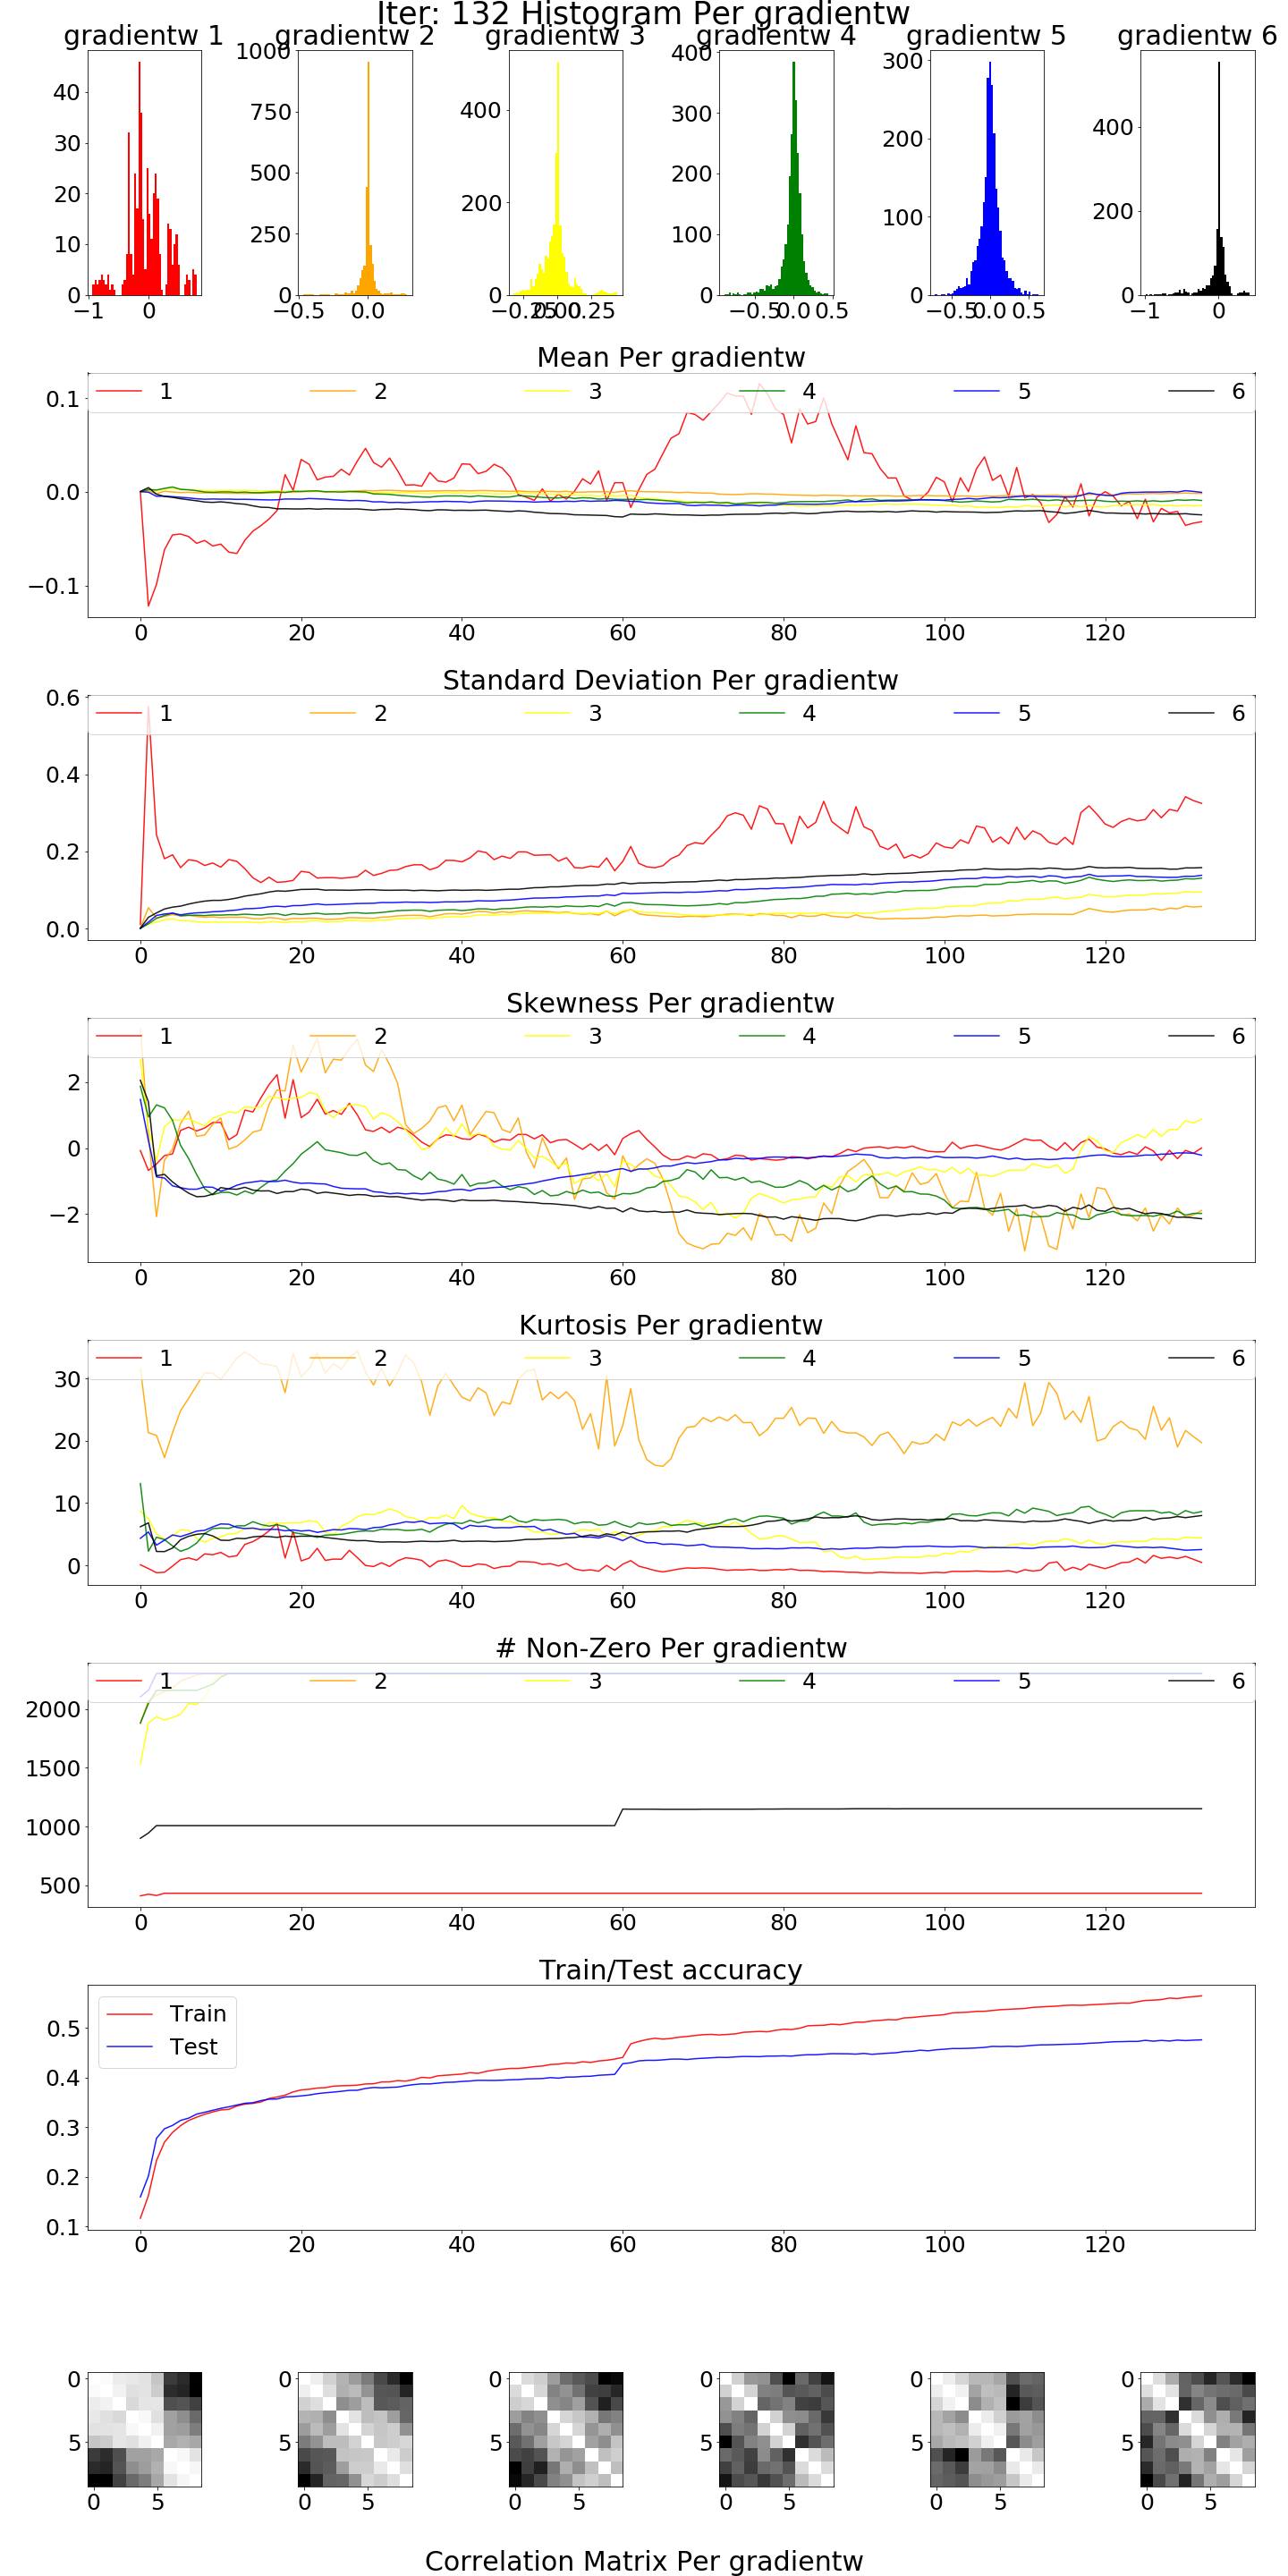 Iter: 132 Histogram Per gradientw
gradientw 1 gradientw 2 gradientw 3 gradientw 4 gradientw 5 gradientw 6
40 30 20 10 0
−1 0
1000 750 500 250 0
−0.5 0.0
400 200 0
−0.25 0.00 0.25
400 300 200 100 0
−0.5 0.0 0.5
300 200 100 0
−0.5 0.0 0.5
400 200 0
−1 0
Mean Per gradientw
1 2 3 4 5 6
0.1
0.0
−0.1
0 20 40 60 80 100 120
Standard Deviation Per gradientw
1 2 3 4 5 6
0.6
0.4
0.2
0.0
0 20 40 60 80 100 120
Skewness Per gradientw
1 2 3 4 5 6
2
0
−2
0 20 40 60 80 100 120
Kurtosis Per gradientw
1 2 3 4 5 6
30
20
10
0
0 20 40 60 80 100 120
# Non-Zero Per gradientw
1 2 3 4 5 6
2000
1500
1000
500
0 20 40 60 80 100 120
Train/Test accuracy
Train
Test
0.5
0.4
0.3
0.2
0.1
0 20 40 60 80 100 120
0 0 0 0 0 0
5 5 5 5 5 5
0 5 0 5 0 5 0 5 0 5 0 5
Correlation Matrix Per gradientw